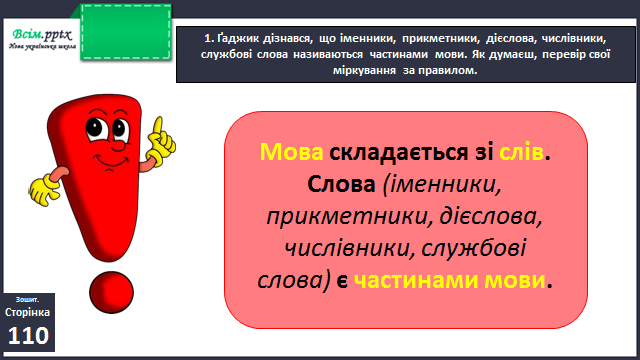 Всім.pptx
Нова українська школа
1. Ґаджик дізнався, що іменники, прикметники, дієслова, числівники,
службові слова називаються частинами мови. Як думаєш, перевір свої
міркування за правилом.
Мова складається зі слів.
Слова (іменники,
прикметники, дієслова,
числівники, службові
слова) є частинами мови.
Зошит.
Сторінка
110